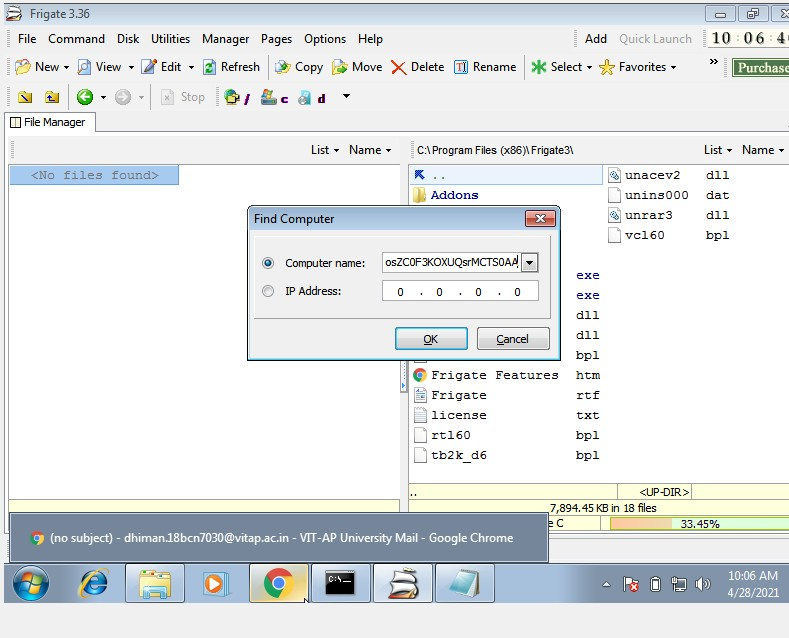 Frigate 3.36
File Command Disk Utilities Manager Pages Options Help Add Quick Launch 10:06:4
New View Edit Refresh Copy Move Delete Rename Select Favorites » Purchase
Stop / c d
File Manager
List Name C:\Program Files (x86)\Frigate3\ List Name
<No files found> .. unacev2 dll
Addons unins000 dat
unrar3 dll
vcl60 bpl
Find Computer
Computer name: osZC0F3KOXUQsrMCTS0AA
IP Address: 0 . 0 . 0 . 0
OK Cancel
exe
exe
dll
dll
bpl
Frigate Features htm
Frigate rtf
license txt
rtl60 bpl
tb2k_d6 bpl
.. <UP-DIR>
7,894.45 KB in 18 files
e C 33.45%
(no subject) - dhiman.18bcn7030@vitap.ac.in - VIT-AP University Mail - Google Chrome
C:\_
10:06 AM
4/28/2021